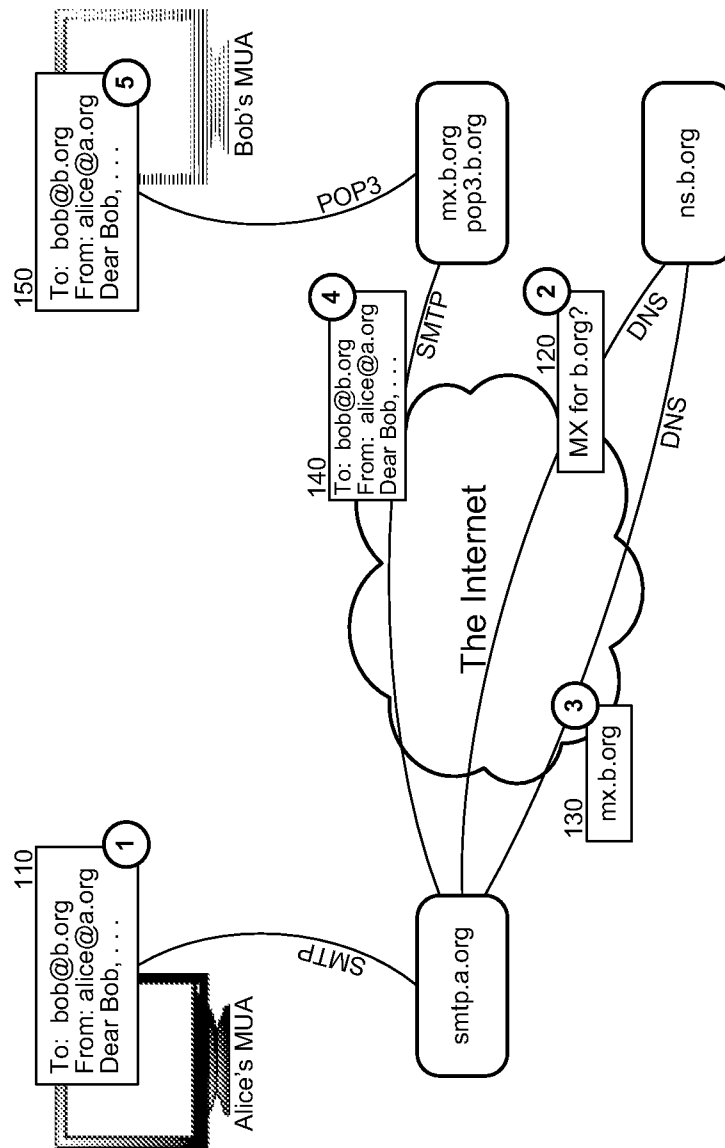 110
To: bob@b.org
From: alice@a.org
Dear Bob, . . .
1
Alice's MUA
SMTP
smtp.a.org
150
To: bob@b.org
From: alice@a.org
Dear Bob, . . .
5
Bob's MUA
POP3
140
To: bob@b.org
From: alice@a.org
Dear Bob, . . .
4
SMTP
mx.b.org
pop3.b.org
The Internet
120
MX for b.org?
2
DNS
130
mx.b.org
3
DNS
ns.b.org